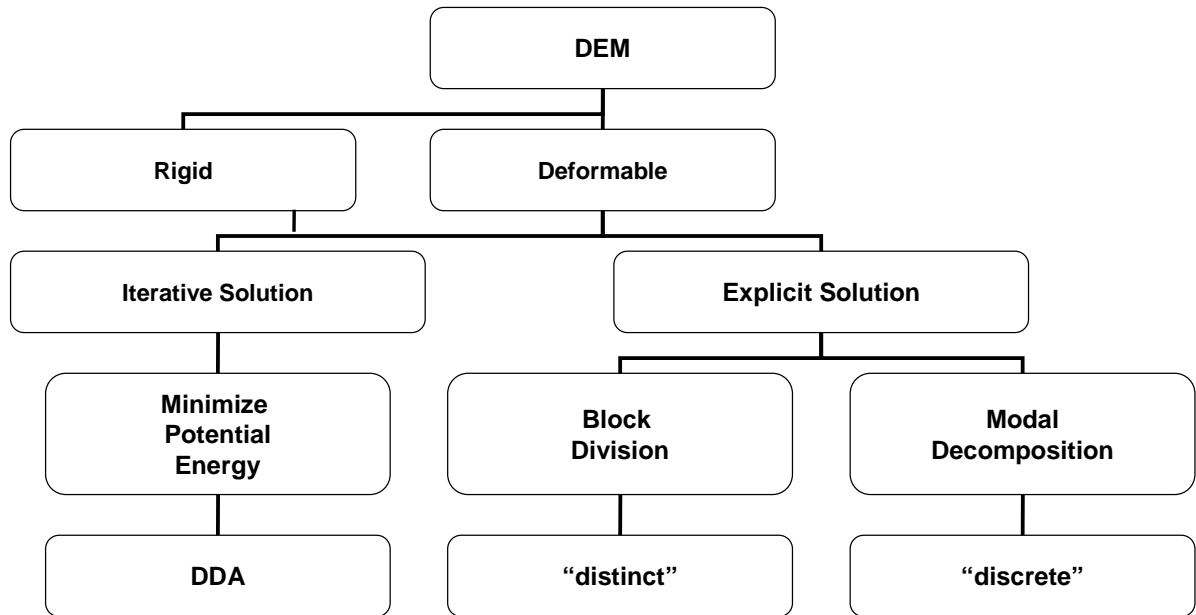 DEM
Rigid
Deformable
Iterative Solution
Explicit Solution
Minimize
Potential
Energy
Block
Division
Modal
Decomposition
DDA
“distinct”
“discrete”